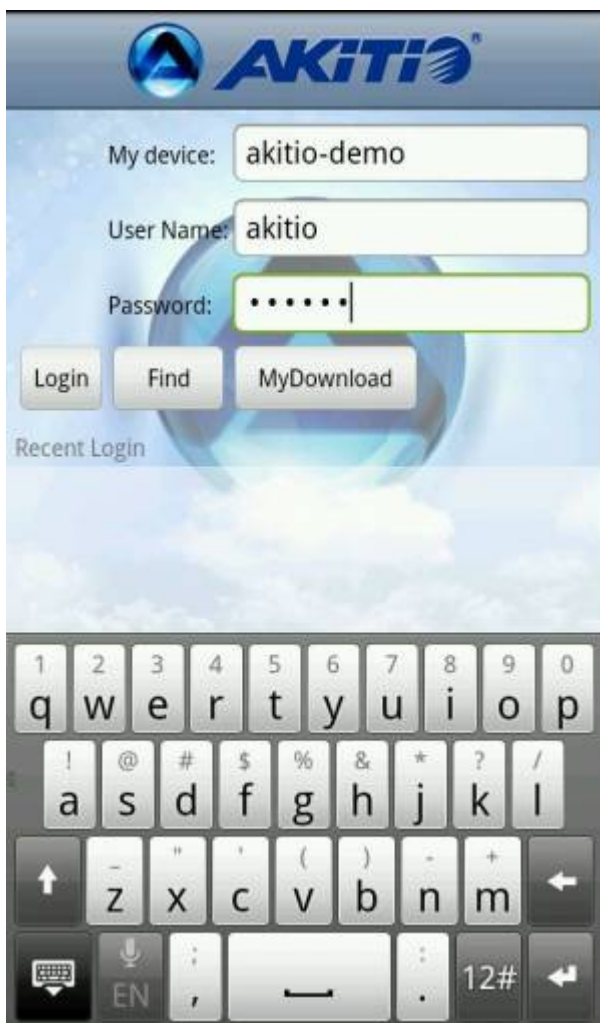 AKiTiO®
My device: akitio-demo
User Name: akitio
Password: ••••••
Login Find MyDownload
Recent Login
1 2 3 4 5 6 7 8 9 0
q w e r t y u i o p
! @ # $ % & * ? /
a s d f g h j k l
_ " ' ( ) - +
z x c v b n m
; :
EN , . 12#